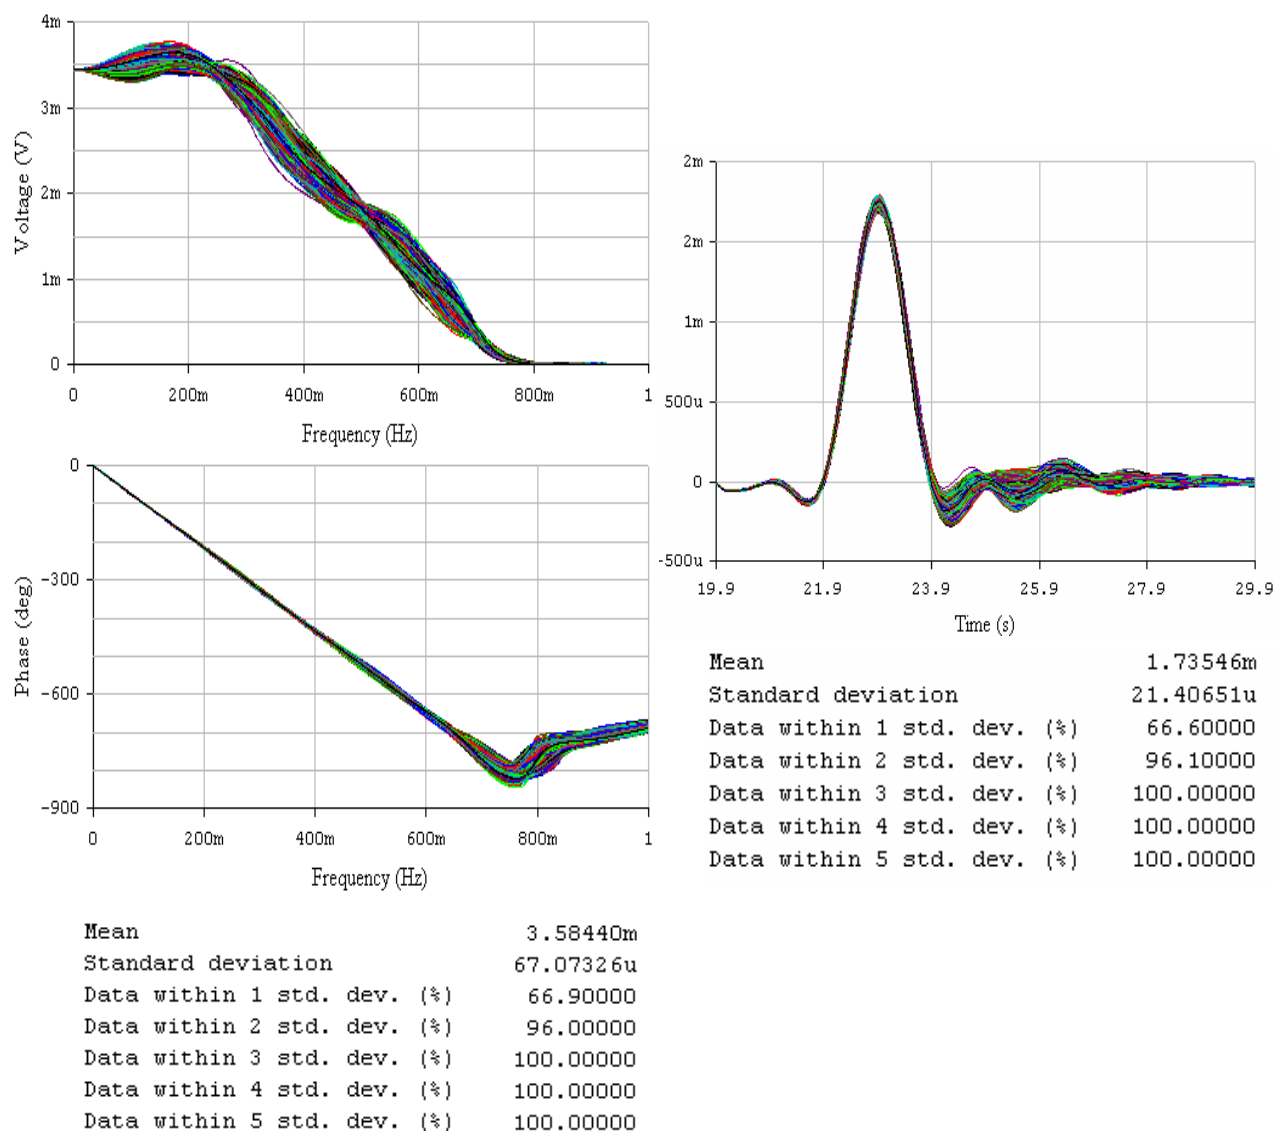 4m
3m
2m
1m
0
Voltage (V)
0 200m 400m 600m 800m 1
Frequency (Hz)
0
-300
-600
-900
Phase (deg)
0 200m 400m 600m 800m 1
Frequency (Hz)
Mean 3.58440m
Standard deviation 67.07326u
Data within 1 std. dev. (%) 66.90000
Data within 2 std. dev. (%) 96.00000
Data within 3 std. dev. (%) 100.00000
Data within 4 std. dev. (%) 100.00000
Data within 5 std. dev. (%) 100.00000
2m
2m
1m
500u
0
-500u
19.9 21.9 23.9 25.9 27.9 29.9
Time (s)
Mean 1.73546m
Standard deviation 21.40651u
Data within 1 std. dev. (%) 66.60000
Data within 2 std. dev. (%) 96.10000
Data within 3 std. dev. (%) 100.00000
Data within 4 std. dev. (%) 100.00000
Data within 5 std. dev. (%) 100.00000